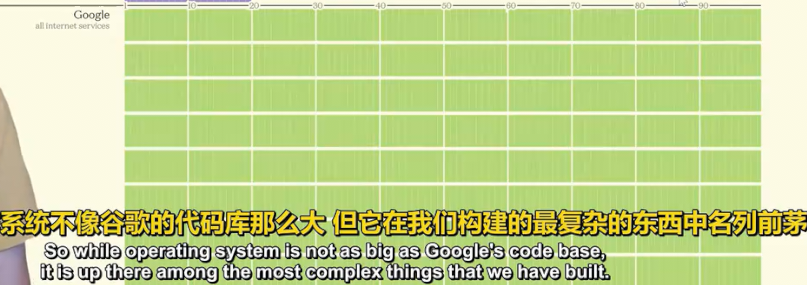 10 20 30 40 50 60 70 80 90
Google
all internet services
系统不像谷歌的代码库那么大 但它在我们构建的最复杂的东西中名列前茅
So while operating system is not as big as Google's code base,
it is up there among the most complex things that we have built.